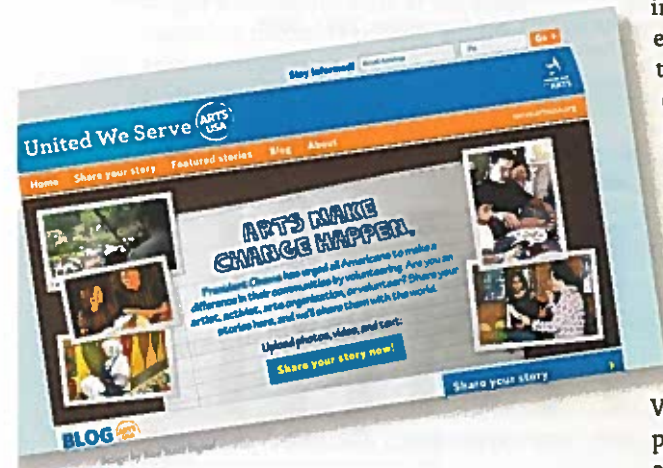 Stay Informed!
Go
United We Serve ARTS USA
ARTS
Home Share your story Featured stories Blog About
ARTS MAKE
CHANGE HAPPEN.
President Obama has urged all Americans to make a
difference in their communities by volunteering. Are you an
artist, activist, arts organization, or volunteer? Share your
stories here, and we'll share them with the world.
Upload photos, video, and text:
Share your story now!
Share your story
BLOG ARTS USA
in
e
t
V
p